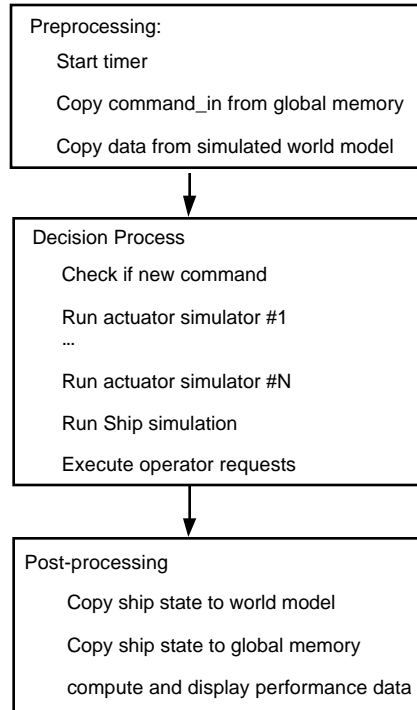 Preprocessing:
Start timer
Copy command_in from global memory
Copy data from simulated world model
Decision Process
Check if new command
Run actuator simulator #1
...
Run actuator simulator #N
Run Ship simulation
Execute operator requests
Post-processing
Copy ship state to world model
Copy ship state to global memory
compute and display performance data